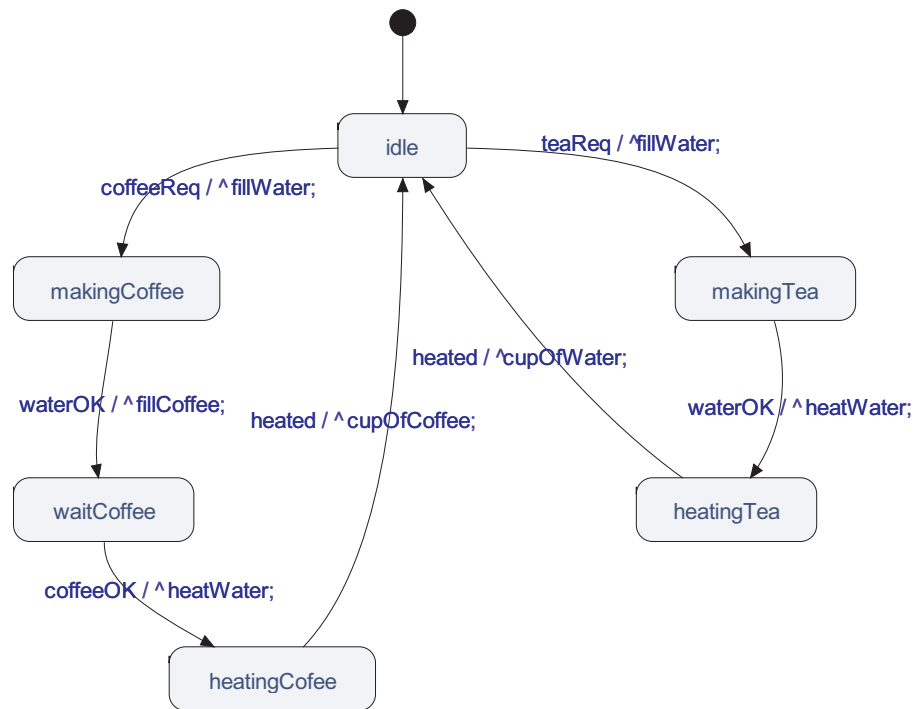 idle
teaReq / ^fillWater;
coffeeReq / ^fillWater;
makingCoffee
makingTea
heated / ^cupOfWater;
waterOK / ^fillCoffee;
heated / ^cupOfCoffee;
waterOK / ^heatWater;
waitCoffee
heatingTea
coffeeOK / ^heatWater;
heatingCofee